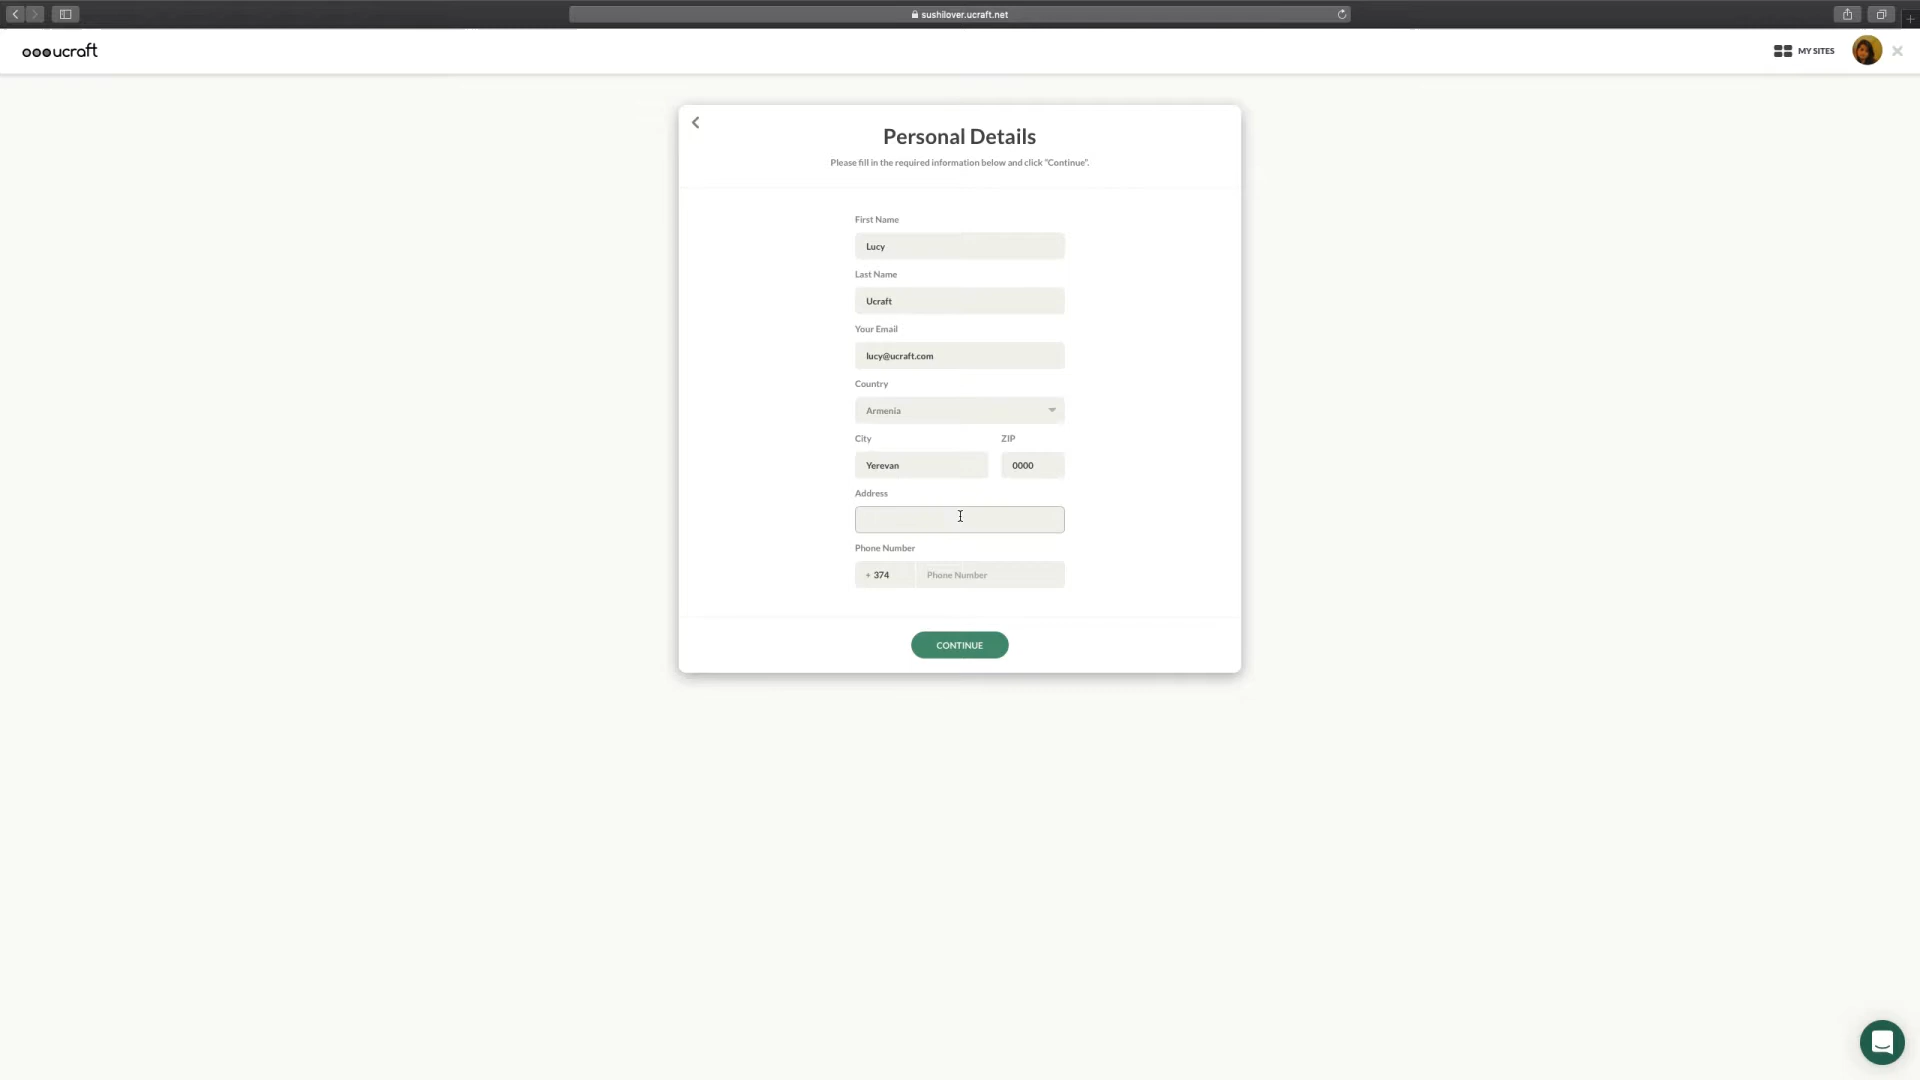 sushilover.ucraft.net
ucraft
MY SITES
Personal Details
Please fill in the required information below and click "Continue".
First Name
Lucy
Last Name
Ucraft
Your Email
lucy@ucraft.com
Country
Armenia
City ZIP
Yerevan 0000
Address
Phone Number
+ 374 Phone Number
CONTINUE